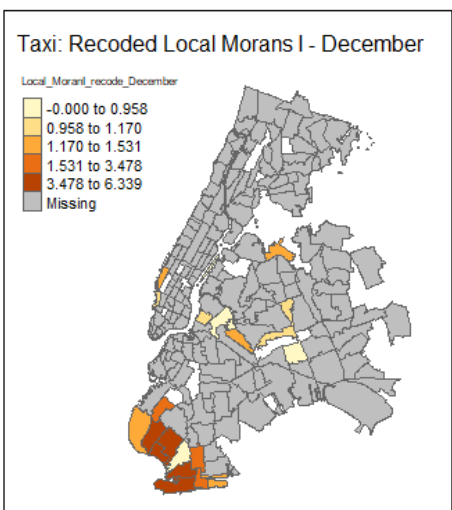 Taxi: Recoded Local Morans I - December
Local_MoranI_recode_December
-0.000 to 0.958
0.958 to 1.170
1.170 to 1.531
1.531 to 3.478
3.478 to 6.339
Missing